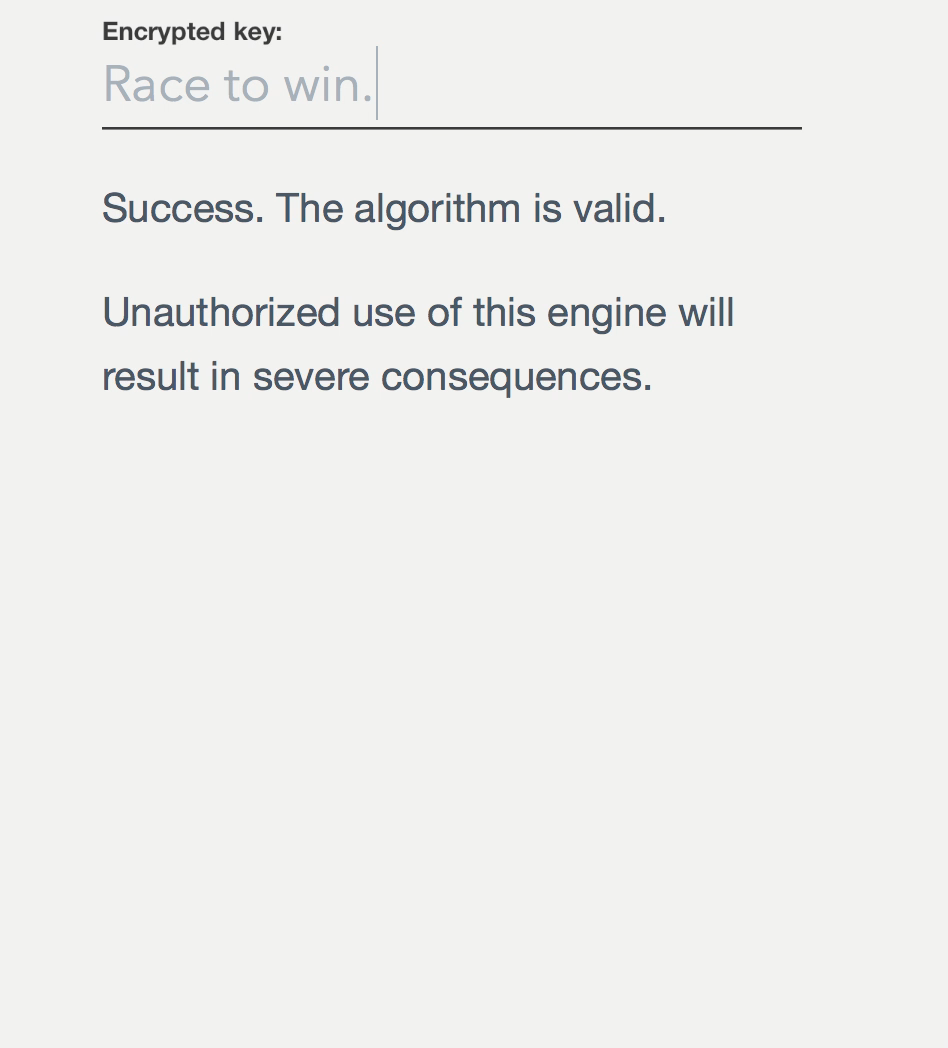 Encrypted key:
Race to win.
Success. The algorithm is valid.
Unauthorized use of this engine will
result in severe consequences.